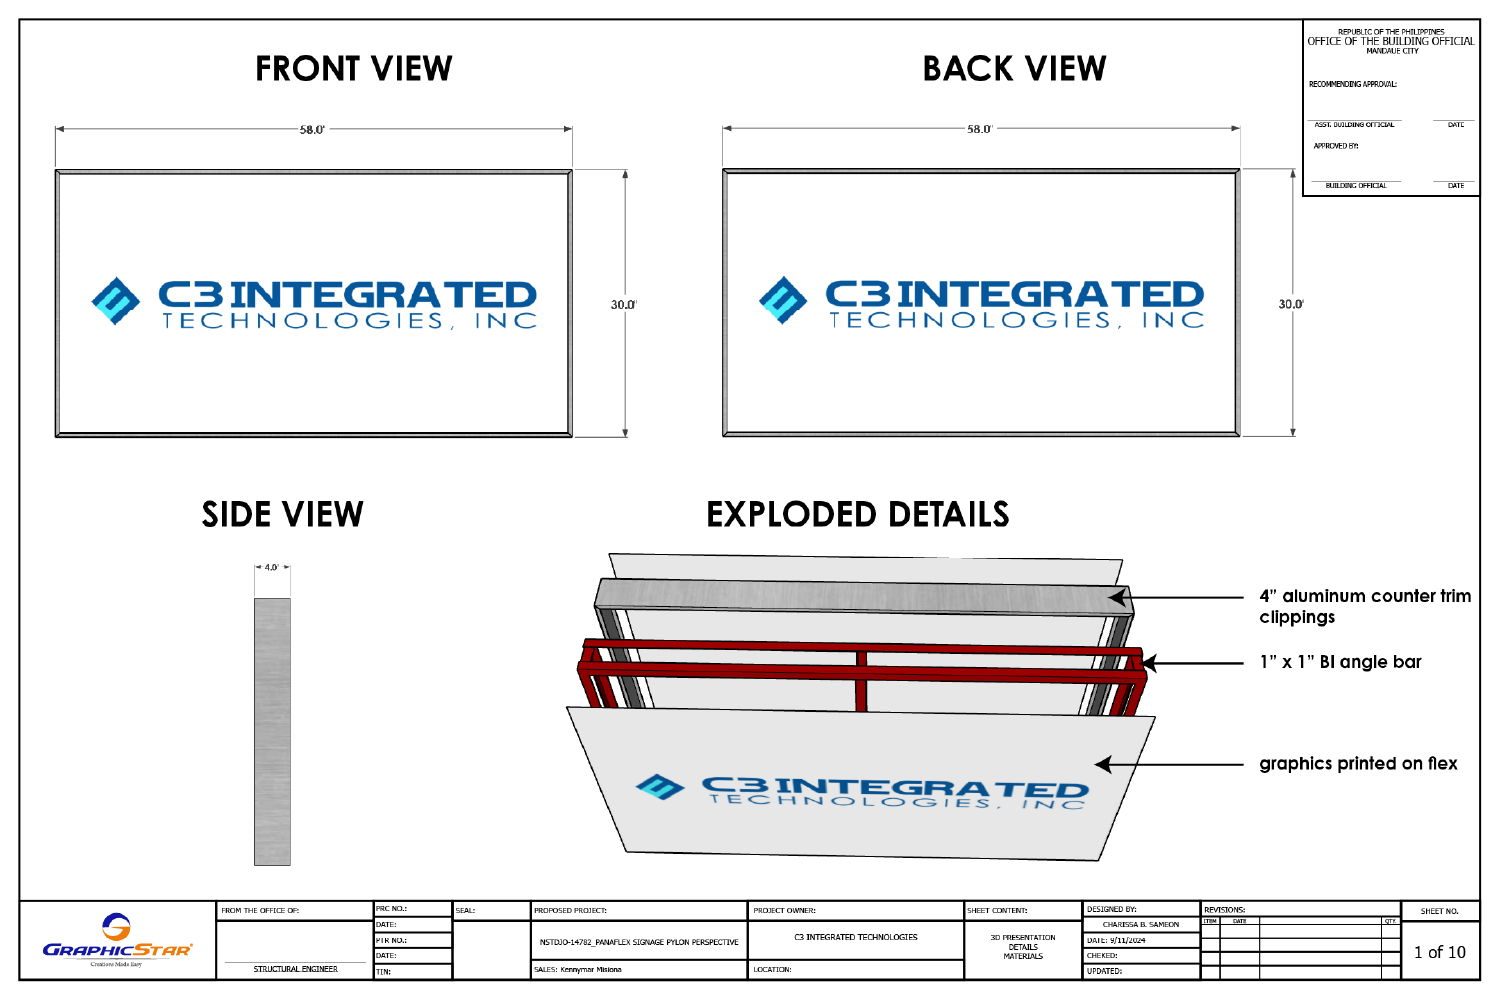 FRONT VIEW
BACK VIEW
REPUBLIC OF THE PHILIPPINES
OFFICE OF THE BUILDING OFFICIAL
MANDAUE CITY
RECOMMENDING APPROVAL:
ASST. BUILDING OFFICIAL DATE
APPROVED BY:
BUILDING OFFICIAL DATE
58.0"
58.0"
C3 INTEGRATED
TECHNOLOGIES, INC
30.0"
C3 INTEGRATED
TECHNOLOGIES, INC
30.0"
SIDE VIEW
EXPLODED DETAILS
4.0"
4” aluminum counter trim
clippings
1” x 1” BI angle bar
graphics printed on flex
C3 INTEGRATED
TECHNOLOGIES, INC
GRAPHICSTAR
Creations Made Easy
FROM THE OFFICE OF:
STRUCTURAL ENGINEER
PRC NO.:
DATE:
PTR NO.:
DATE:
TIN:
SEAL:
PROPOSED PROJECT:
NSTDJO-14782_PANAFLEX SIGNAGE PYLON PERSPECTIVE
SALES: Kennymar Misiona
PROJECT OWNER:
C3 INTEGRATED TECHNOLOGIES
LOCATION:
SHEET CONTENT:
3D PRESENTATION
DETAILS
MATERIALS
DESIGNED BY:
CHARISSA B. SAMEON
DATE: 9/11/2024
CHEKED:
UPDATED:
REVISIONS:
ITEM DATE QTY.
SHEET NO.
1 of 10